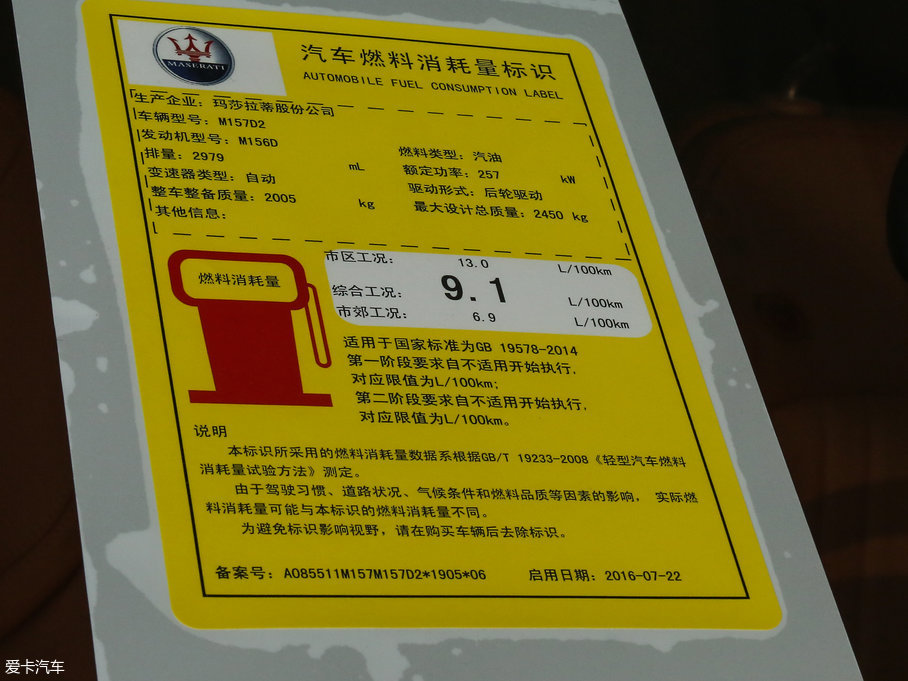 MASERATI
汽车燃料消耗量标识
AUTOMOBILE FUEL CONSUMPTION LABEL
生产企业：玛莎拉蒂股份公司
车辆型号：M157D2
发动机型号：M156D
燃料类型：汽油
排量：2979 mL
额定功率：257 kW
变速器类型：自动
驱动形式：后轮驱动
整车整备质量：2005 kg
最大设计总质量：2450 kg
其他信息：
燃料消耗量
市区工况： 13.0 L/100km
综合工况： 9.1 L/100km
市郊工况： 6.9 L/100km
适用于国家标准为GB 19578-2014
第一阶段要求自不适用开始执行，
对应限值为L/100km;
第二阶段要求自不适用开始执行，
对应限值为L/100km。
说明
本标识所采用的燃料消耗量数据系根据GB/T 19233-2008《轻型汽车燃料
消耗量试验方法》测定。
由于驾驶习惯、道路状况、气候条件和燃料品质等因素的影响， 实际燃
料消耗量可能与本标识的燃料消耗量不同。
为避免标识影响视野，请在购买车辆后去除标识。
备案号：A085511M157M157D2*1905*06 启用日期：2016-07-22
爱卡汽车